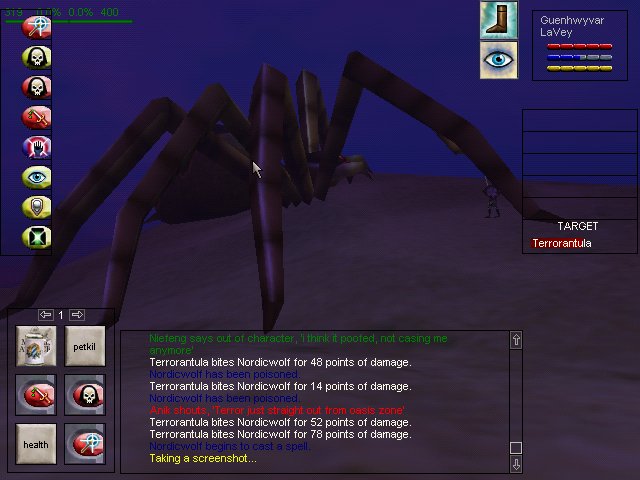 319 0.0% 0.0% 400
Guenhwyvar
LaVey
TARGET
Terrorantula
1
petkil
health
Niefeng says out of character, 'i think it poofed, not casing me
anymore'
Terrorantula bites Nordicwolf for 48 points of damage.
Nordicwolf has been poisoned.
Terrorantula bites Nordicwolf for 14 points of damage.
Nordicwolf has been poisoned.
Anik shouts, 'Terror just straight out from oasis zone'
Terrorantula bites Nordicwolf for 52 points of damage.
Terrorantula bites Nordicwolf for 78 points of damage.
Nordicwolf begins to cast a spell.
Taking a screenshot...